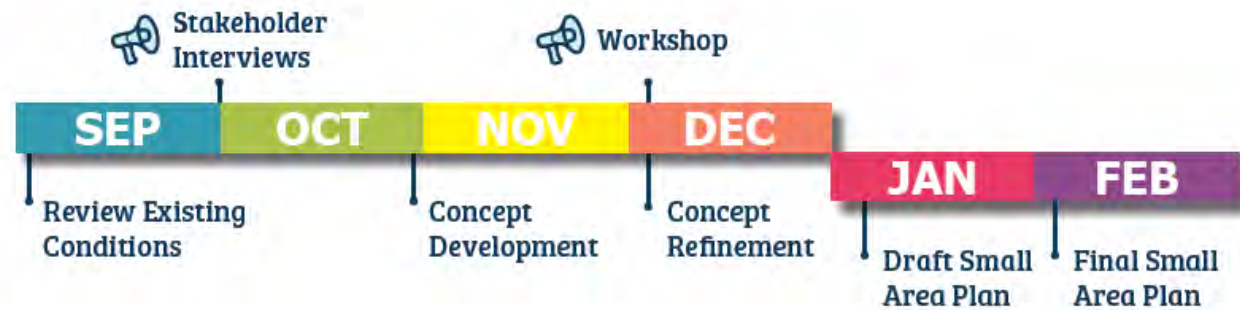 Stakeholder
Interviews
Workshop
SEP
OCT
NOV
DEC
JAN
FEB
Review Existing
Conditions
Concept
Development
Concept
Refinement
Draft Small
Area Plan
Final Small
Area Plan